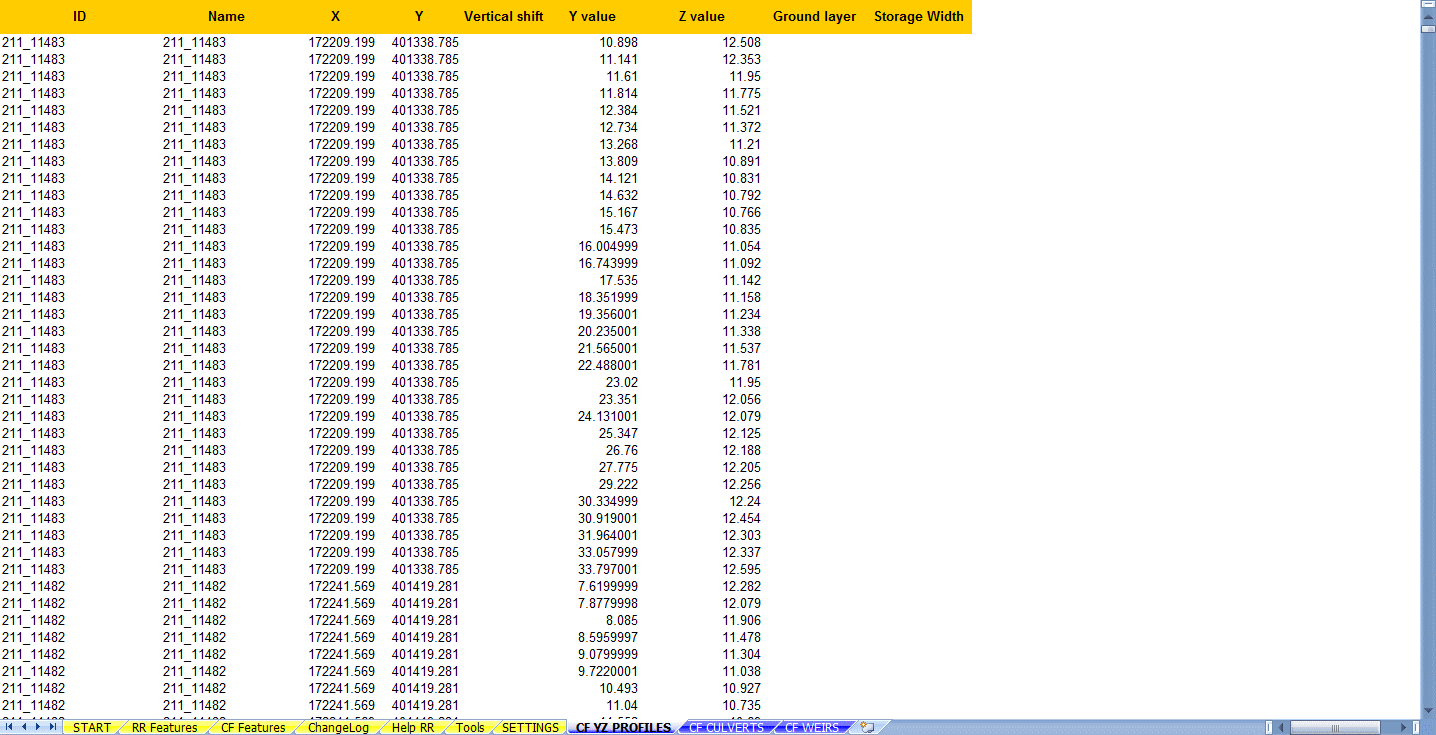 ID Name X Y Vertical shift Y value Z value Ground layer Storage Width
211_11483 211_11483 172209.199 401338.785 10.898 12.508
211_11483 211_11483 172209.199 401338.785 11.141 12.353
211_11483 211_11483 172209.199 401338.785 11.61 11.95
211_11483 211_11483 172209.199 401338.785 11.814 11.775
211_11483 211_11483 172209.199 401338.785 12.384 11.521
211_11483 211_11483 172209.199 401338.785 12.734 11.372
211_11483 211_11483 172209.199 401338.785 13.268 11.21
211_11483 211_11483 172209.199 401338.785 13.809 10.891
211_11483 211_11483 172209.199 401338.785 14.121 10.831
211_11483 211_11483 172209.199 401338.785 14.632 10.792
211_11483 211_11483 172209.199 401338.785 15.167 10.766
211_11483 211_11483 172209.199 401338.785 15.473 10.835
211_11483 211_11483 172209.199 401338.785 16.004999 11.054
211_11483 211_11483 172209.199 401338.785 16.743999 11.092
211_11483 211_11483 172209.199 401338.785 17.535 11.142
211_11483 211_11483 172209.199 401338.785 18.351999 11.158
211_11483 211_11483 172209.199 401338.785 19.356001 11.234
211_11483 211_11483 172209.199 401338.785 20.235001 11.338
211_11483 211_11483 172209.199 401338.785 21.565001 11.537
211_11483 211_11483 172209.199 401338.785 22.488001 11.781
211_11483 211_11483 172209.199 401338.785 23.02 11.95
211_11483 211_11483 172209.199 401338.785 23.351 12.056
211_11483 211_11483 172209.199 401338.785 24.131001 12.079
211_11483 211_11483 172209.199 401338.785 25.347 12.125
211_11483 211_11483 172209.199 401338.785 26.76 12.188
211_11483 211_11483 172209.199 401338.785 27.775 12.205
211_11483 211_11483 172209.199 401338.785 29.222 12.256
211_11483 211_11483 172209.199 401338.785 30.334999 12.24
211_11483 211_11483 172209.199 401338.785 30.919001 12.454
211_11483 211_11483 172209.199 401338.785 31.964001 12.303
211_11483 211_11483 172209.199 401338.785 33.057999 12.337
211_11483 211_11483 172209.199 401338.785 33.797001 12.595
211_11482 211_11482 172241.569 401419.281 7.6199999 12.282
211_11482 211_11482 172241.569 401419.281 7.8779998 12.079
211_11482 211_11482 172241.569 401419.281 8.085 11.906
211_11482 211_11482 172241.569 401419.281 8.5959997 11.478
211_11482 211_11482 172241.569 401419.281 9.0799999 11.304
211_11482 211_11482 172241.569 401419.281 9.7220001 11.038
211_11482 211_11482 172241.569 401419.281 10.493 10.927
211_11482 211_11482 172241.569 401419.281 11.04 10.735
START RR Features CF Features ChangeLog Help RR Tools SETTINGS CF YZ PROFILES CF CULVERTS CF WEIRS